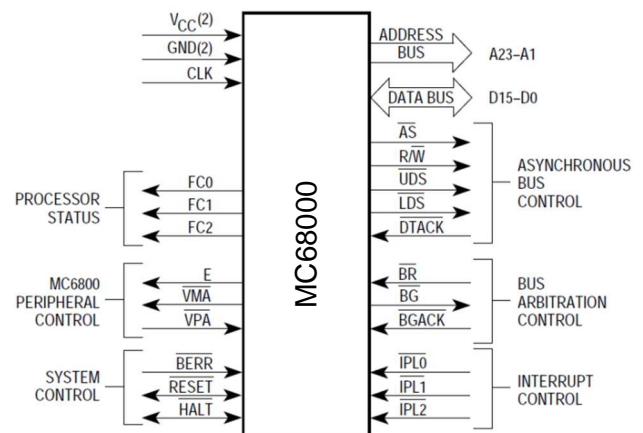 VCC(2)
GND(2)
CLK
PROCESSOR
STATUS
FC0
FC1
FC2
MC6800
PERIPHERAL
CONTROL
E
VMA
VPA
SYSTEM
CONTROL
BERR
RESET
HALT
MC68000
ADDRESS
BUS
A23–A1
DATA BUS
D15–D0
AS
R/W
UDS
LDS
DTACK
ASYNCHRONOUS
BUS
CONTROL
BR
BG
BGACK
BUS
ARBITRATION
CONTROL
IPL0
IPL1
IPL2
INTERRUPT
CONTROL